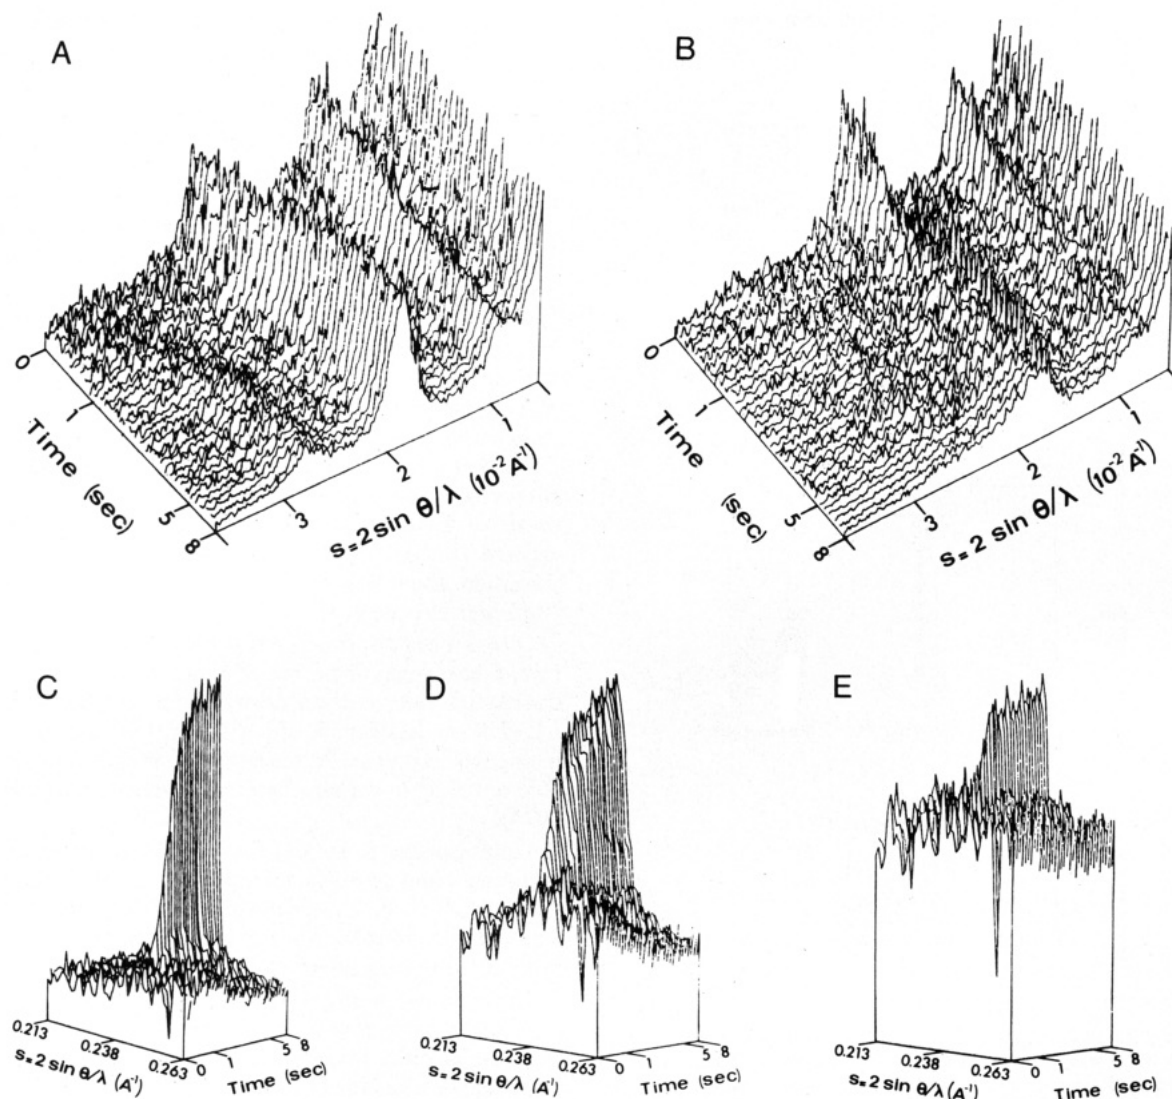 A
B
0
1
5
8
Time (sec)
3
2
1
s=2 sin θ/λ (10⁻² A⁻¹)
0
1
5
8
Time (sec)
3
2
1
s= 2 sin θ/λ (10⁻² A⁻¹)
C
D
E
0.213
0.238
0.263
0
1
5
8
s=2 sin θ/λ (A⁻¹)
Time (sec)
0.213
0.238
0.263
0
1
5
8
s=2 sin θ/λ (A⁻¹)
Time (sec)
0.213
0.238
0.263
0
1
5
8
s=2 sin θ/λ (A⁻¹)
Time (sec)